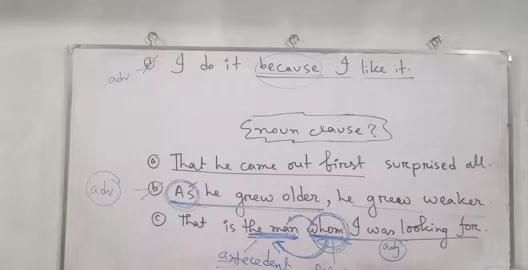 adv (d) I do it because I like it.
{noun clause?}
(a) That he came out first surprised all.
adv (b) As he grew older, he grew weaker.
(c) That is the man whom I was looking for.
antecedent adj